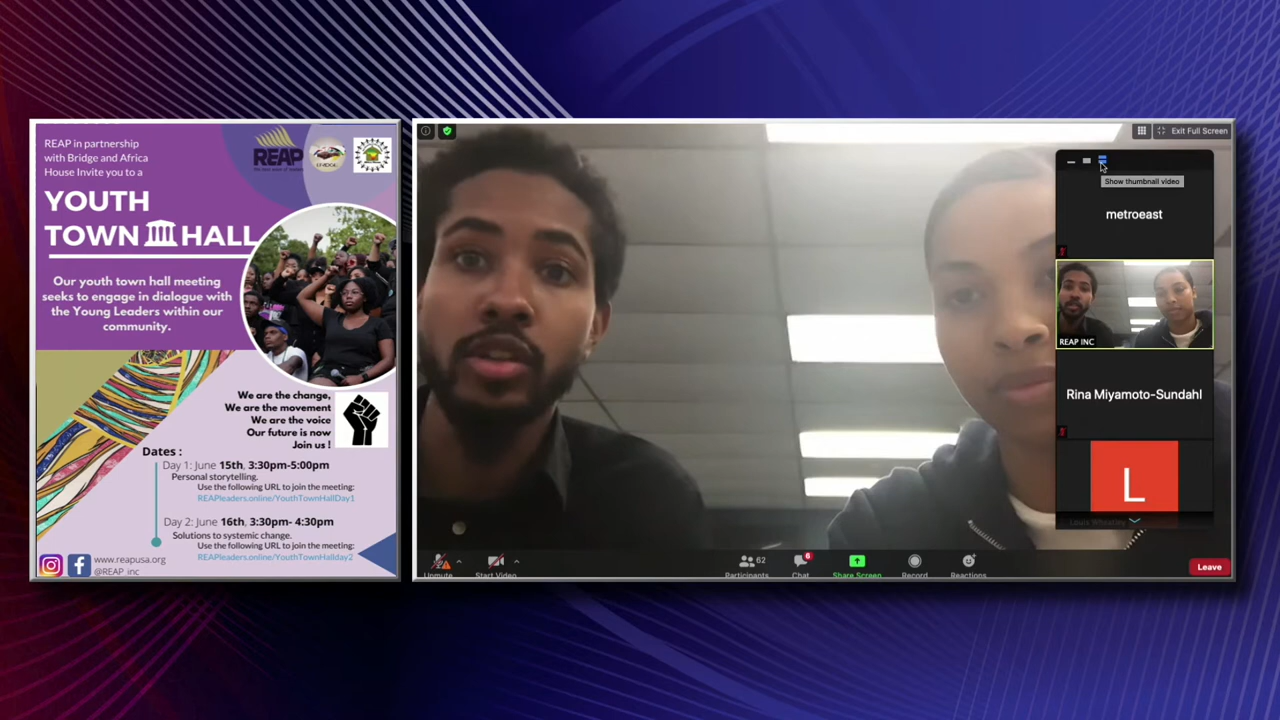 REAP in partnership
with Bridge and Africa
House Invite you to a
REAP
YOUTH
TOWN HALL
Our youth town hall meeting
seeks to engage in dialogue with
the Young Leaders within our
community.
We are the change,
We are the movement
We are the voice
Our future is now
Join us !
Dates :
Day 1: June 15th, 3:30pm-5:00pm
Personal storytelling.
Use the following URL to join the meeting:
REAPleaders.online/YouthTownHallDay1
Day 2: June 16th, 3:30pm- 4:30pm
Solutions to systemic change.
Use the following URL to join the meeting:
REAPleaders.online/YouthTownHallday2
www.reapusa.org
@REAP_inc
Exit Full Screen
Show thumbnail video
metroeast
REAP INC
Rina Miyamoto-Sundahl
L
Louis Wheatley
Unmute
Start Video
62
Participants
6
Chat
Share Screen
Record
Reactions
Leave